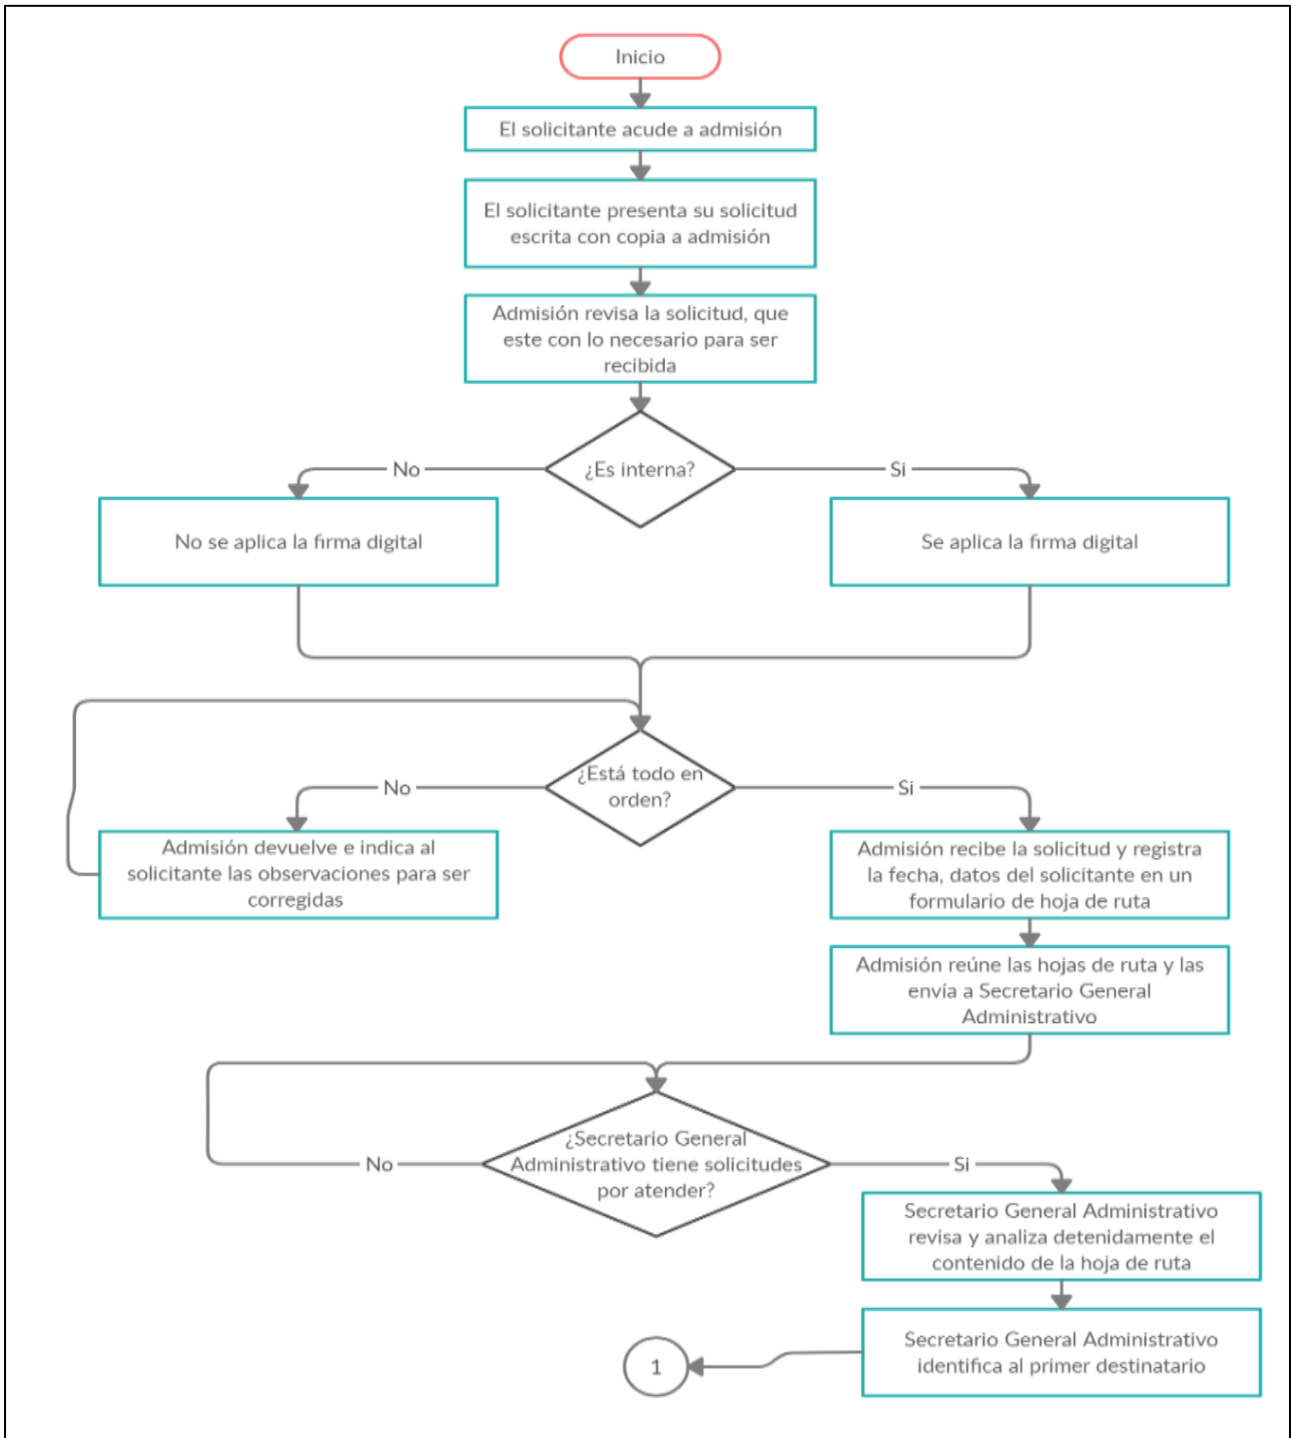 Inicio
El solicitante acude a admisión
El solicitante presenta su solicitud
escrita con copia a admisión
Admisión revisa la solicitud, que
este con lo necesario para ser
recibida
¿Es interna?
No
Si
No se aplica la firma digital
Se aplica la firma digital
¿Está todo en
orden?
No
Si
Admisión devuelve e indica al
solicitante las observaciones para ser
corregidas
Admisión recibe la solicitud y registra
la fecha, datos del solicitante en un
formulario de hoja de ruta
Admisión reúne las hojas de ruta y las
envía a Secretario General
Administrativo
¿Secretario General
Administrativo tiene solicitudes
por atender?
No
Si
Secretario General Administrativo
revisa y analiza detenidamente el
contenido de la hoja de ruta
Secretario General Administrativo
identifica al primer destinatario
1